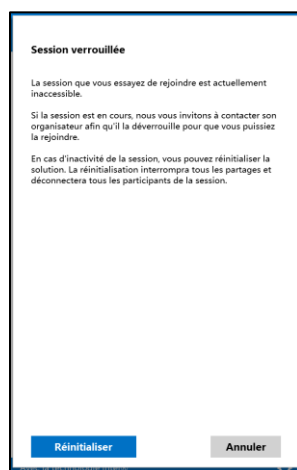 Session verrouillée
La session que vous essayez de rejoindre est actuellement
inaccessible.
Si la session est en cours, nous vous invitons à contacter son
organisateur afin qu'il la déverrouille pour que vous puissiez
la rejoindre.
En cas d'inactivité de la session, vous pouvez réinitialiser la
solution. La réinitialisation interrompra tous les partages et
déconnectera tous les participants de la session.
Réinitialiser
Annuler